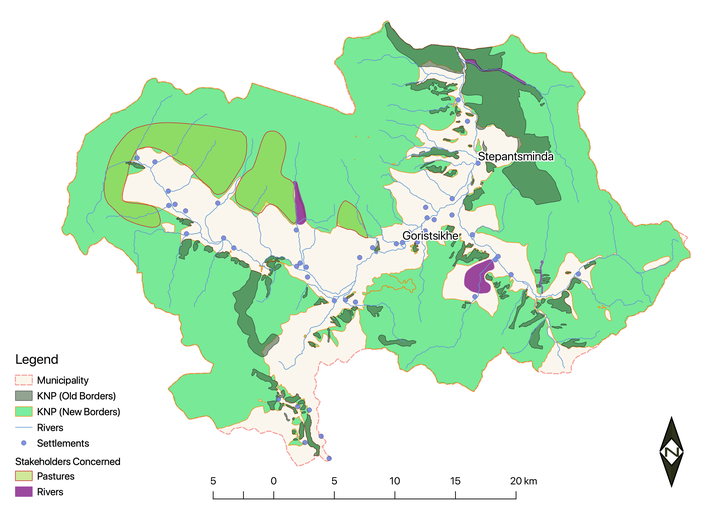 Stepantsminda
Goristsikhe
Legend
Municipality
KNP (Old Borders)
KNP (New Borders)
Rivers
Settlements
Stakeholders Concerned
Pastures
Rivers
5 0 5 10 15 20 km
N